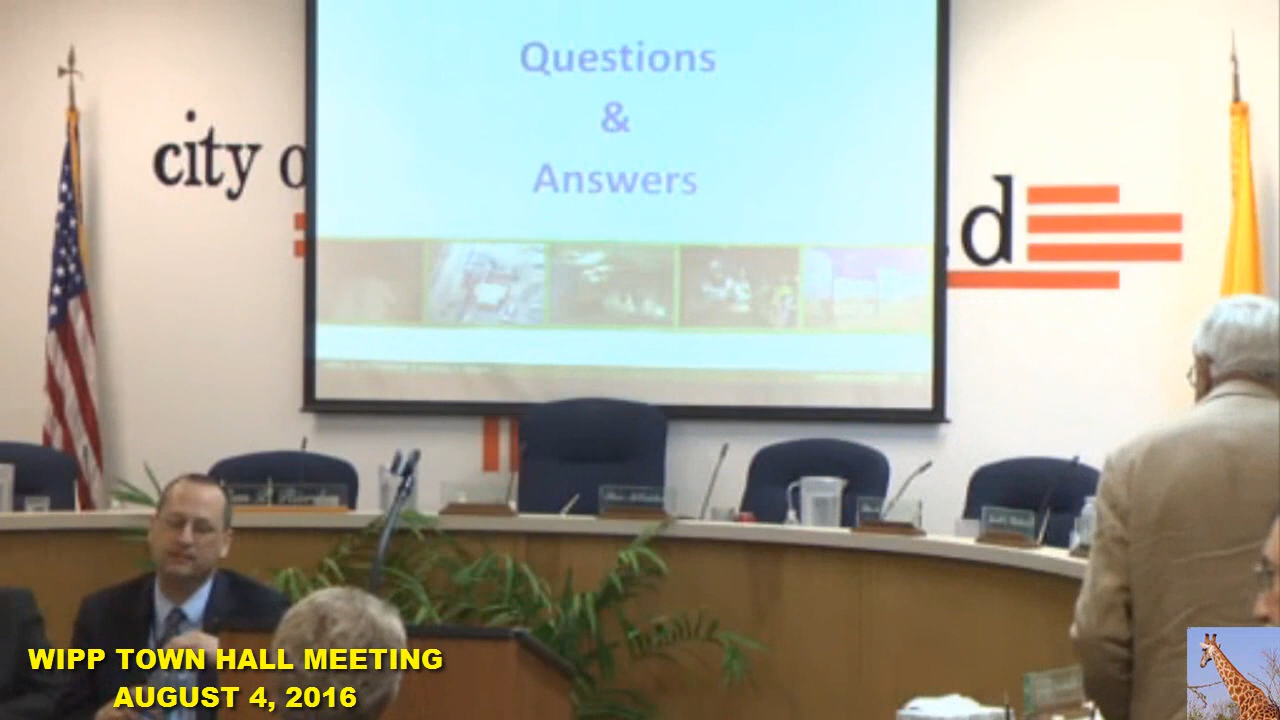 Questions
&
Answers
city o
d
WIPP TOWN HALL MEETING
AUGUST 4, 2016